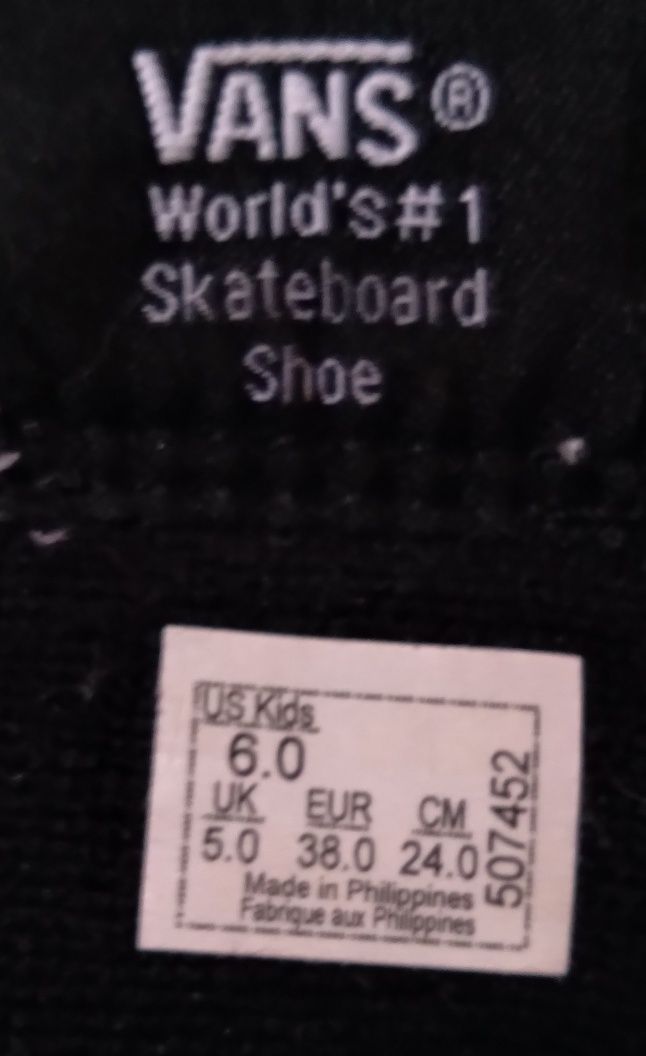 VANS®
World's #1
Skateboard
Shoe
US Kids
6.0
UK EUR CM
5.0 38.0 24.0
Made in Philippines
Fabrique aux Philippines
507452